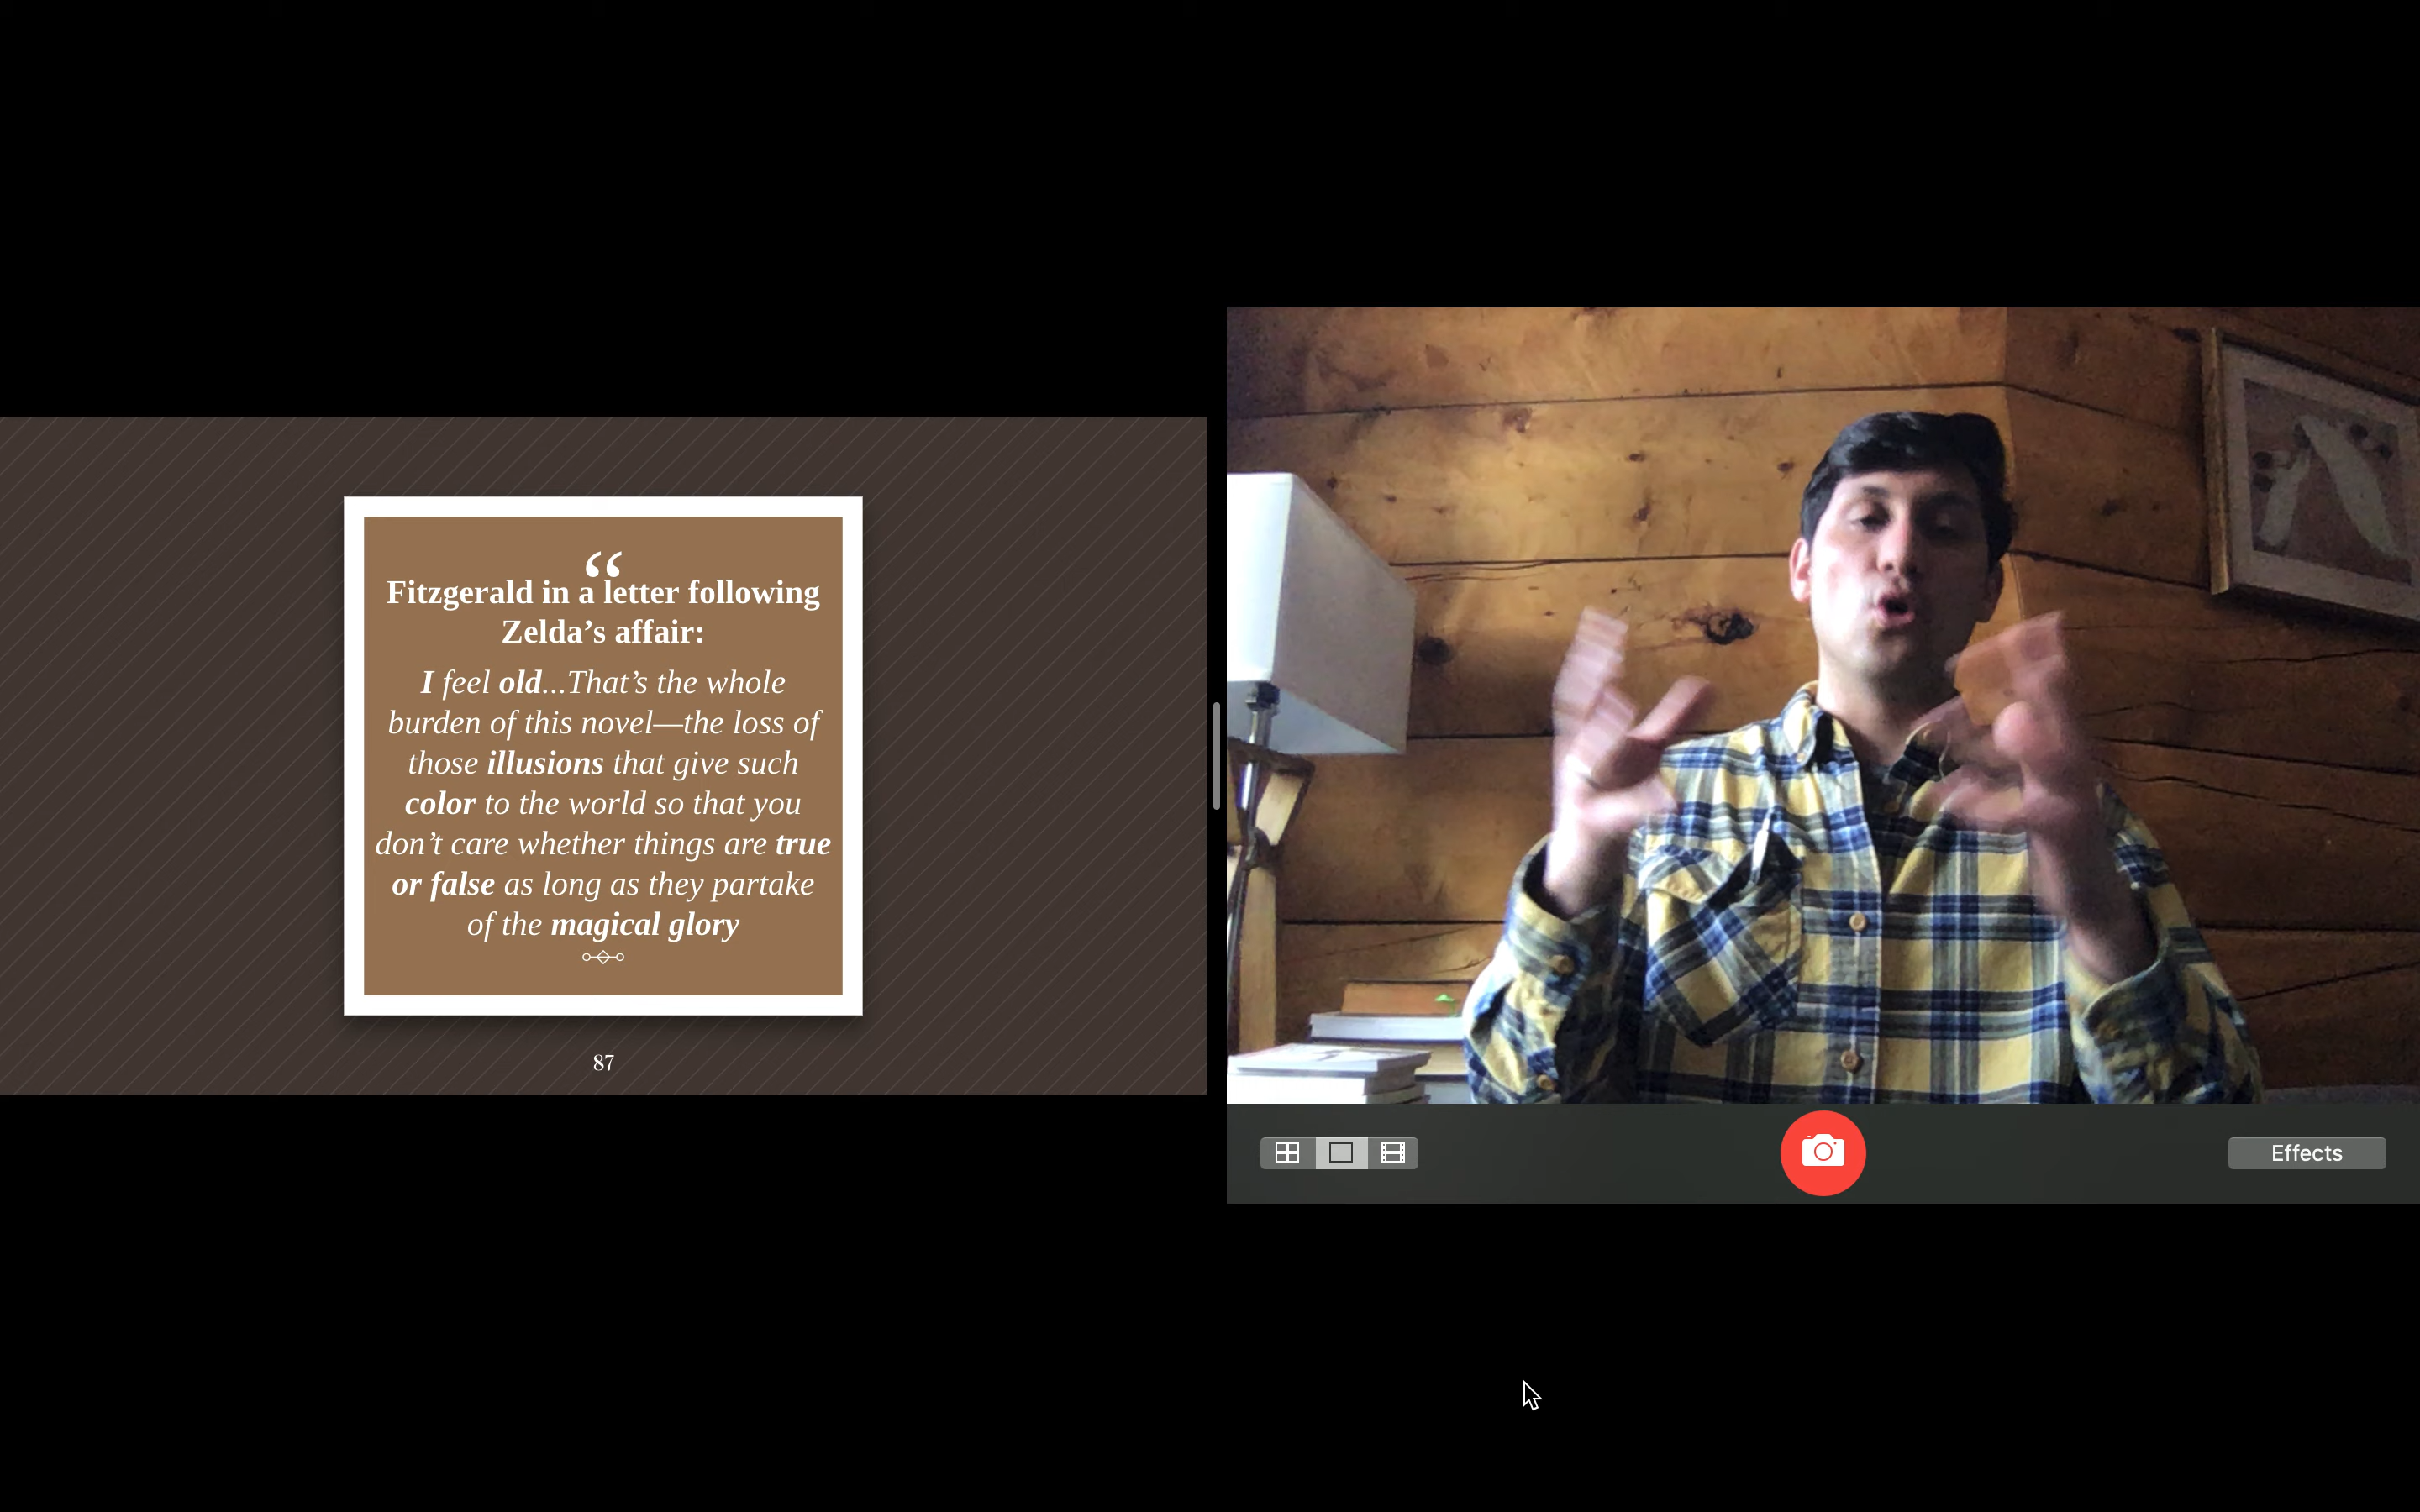 “
Fitzgerald in a letter following
Zelda’s affair:
I feel old...That’s the whole
burden of this novel—the loss of
those illusions that give such
color to the world so that you
don’t care whether things are true
or false as long as they partake
of the magical glory
87
Effects